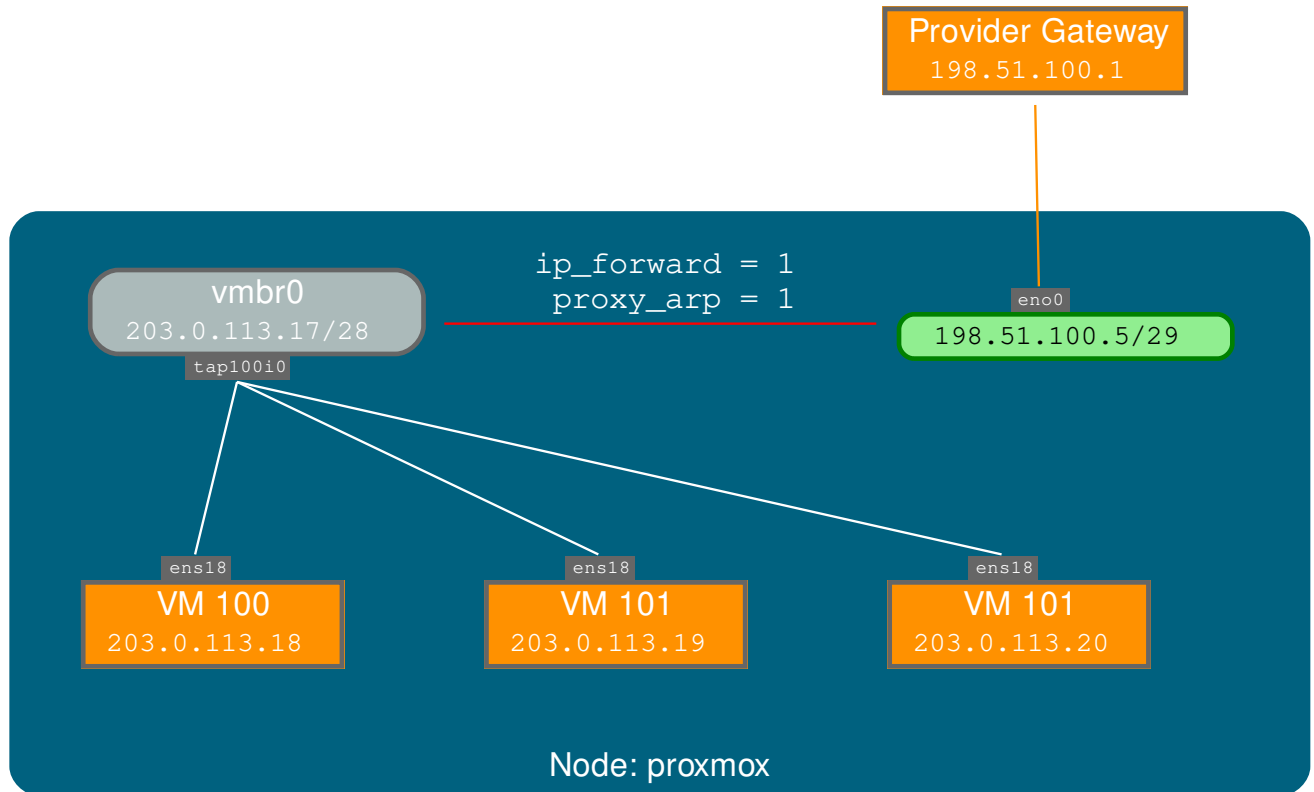 Provider Gateway
198.51.100.1
ip_forward = 1
proxy_arp = 1
vmbr0
203.0.113.17/28
tap100i0
eno0
198.51.100.5/29
ens18
VM 100
203.0.113.18
ens18
VM 101
203.0.113.19
ens18
VM 101
203.0.113.20
Node: proxmox